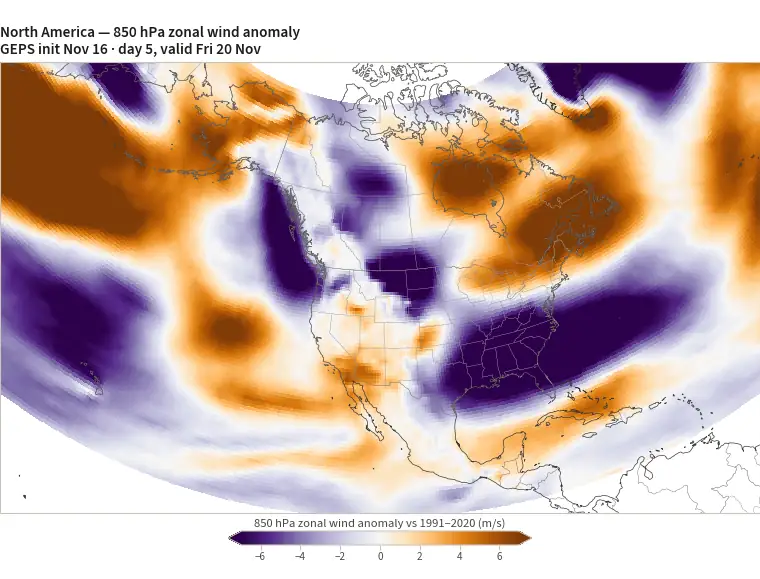 North America — 850 hPa zonal wind anomaly
GEPS init Nov 16 · day 5, valid Fri 20 Nov
850 hPa zonal wind anomaly vs 1991–2020 (m/s)
−6 −4 −2 0 2 4 6